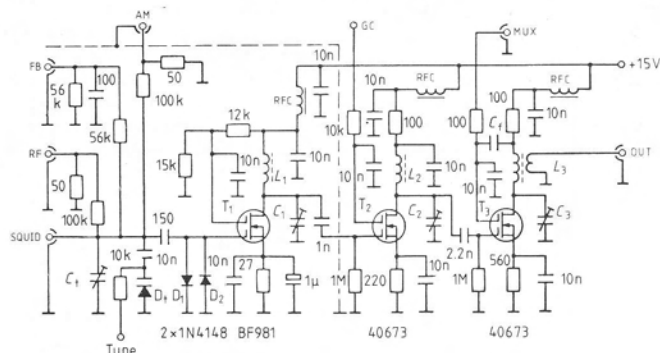 AM
GC
MUX
+15V
FB
56
k
100
50
100k
56k
RFC
10n
10n
RFC
10n
RFC
10n
12k
10k
100
100
Cf
RF
50
100k
15k
10n
L1
10n
10n
L2
10n
10n
L3
OUT
T1
C1
T2
C2
T3
C3
SQUID
150
1n
2.2n
10k
10n
10n
27
1M
220
10n
1M
560
10n
Ct
Dt
D1
D2
1µ
Tune
2×1N4148 BF981
40673
40673